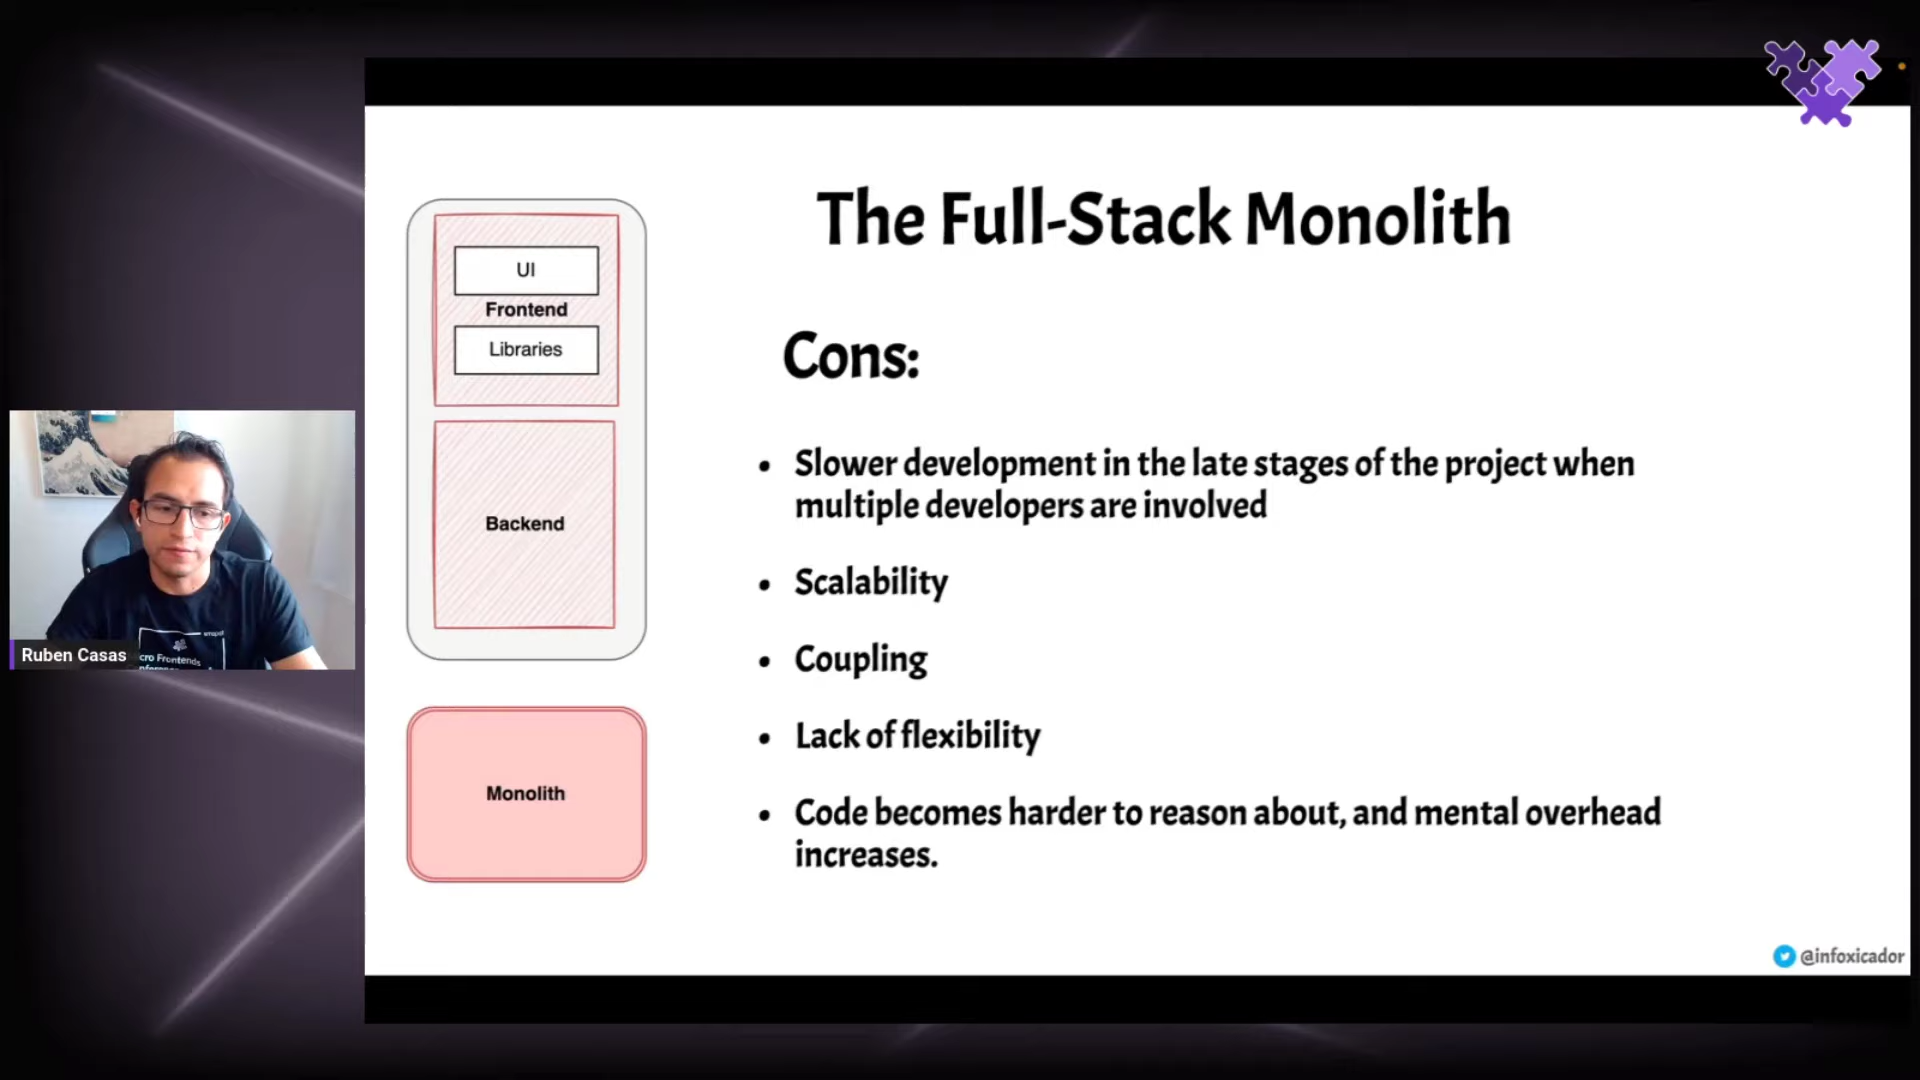 The Full-Stack Monolith
UI
Frontend
Libraries
Backend
Monolith
Cons:
• Slower development in the late stages of the project when
multiple developers are involved
• Scalability
• Coupling
• Lack of flexibility
• Code becomes harder to reason about, and mental overhead
increases.
Ruben Casas
cro Frontends
@infoxicador